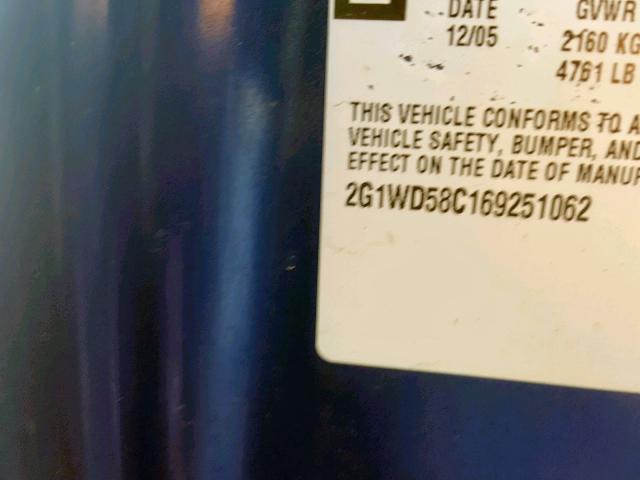 DATE GVWR
12/05 2160 KG
4761 LB
THIS VEHICLE CONFORMS TO A
VEHICLE SAFETY, BUMPER, AND
EFFECT ON THE DATE OF MANUF
2G1WD58C169251062